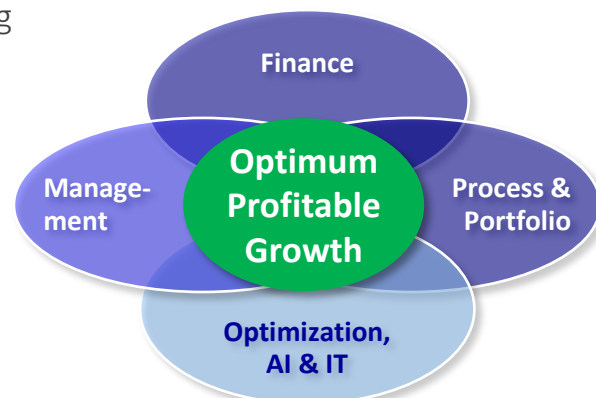 g
Finance
Optimum
Profitable
Growth
Manage-
ment
Process &
Portfolio
Optimization,
AI & IT